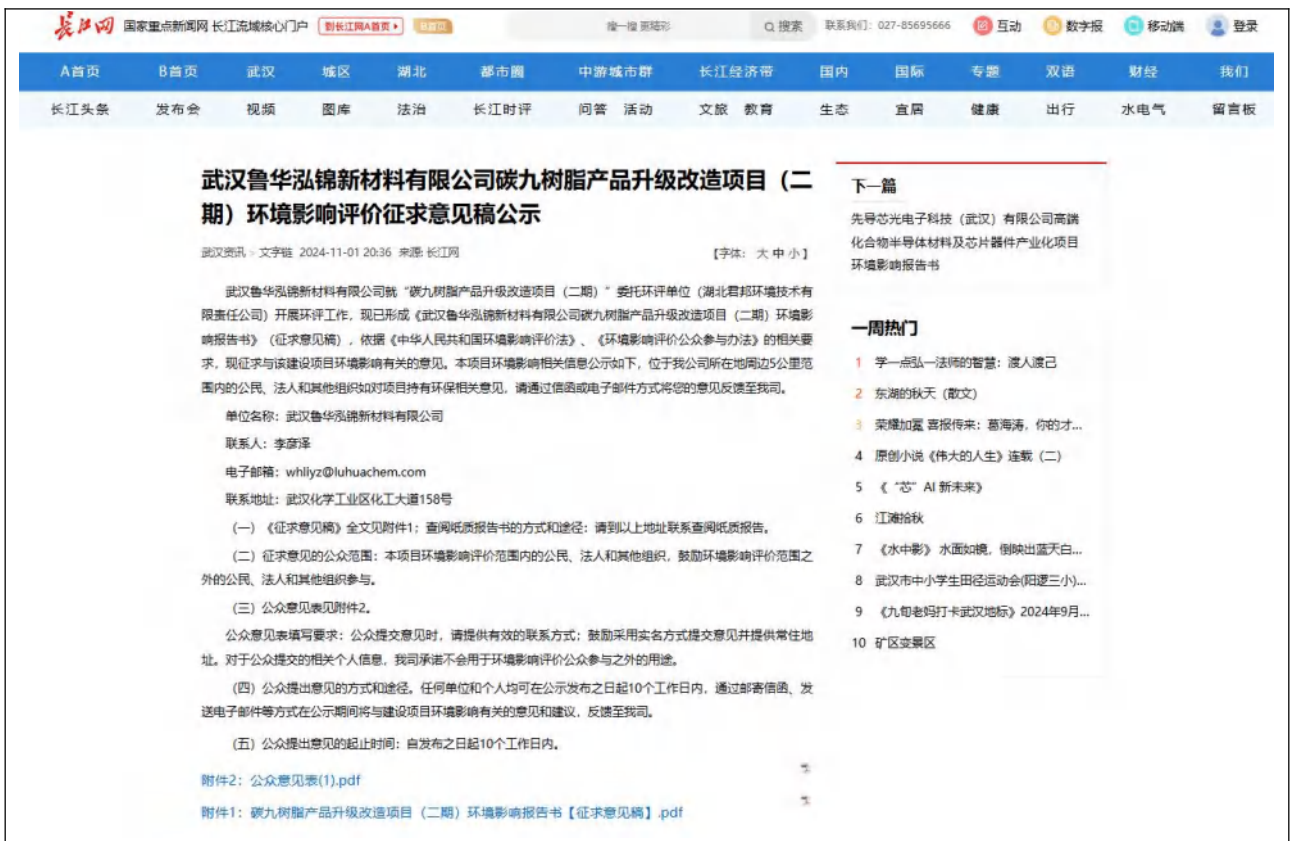 长江网 国家重点新闻网 长江流域核心门户 到长江网A首页 搜一搜 更精彩 搜索 联系我们：027-85695666 互动 数字报 移动端 登录
A首页 B首页 武汉 城区 湖北 都市圈 中游城市群 长江经济带 国内 国际 专题 双语 财经 我们
长江头条 发布会 视频 图库 法治 长江时评 问答 活动 文旅 教育 生态 宜居 健康 出行 水电气 留言板
武汉鲁华泓锦新材料有限公司碳九树脂产品升级改造项目（二
期）环境影响评价征求意见稿公示
武汉资讯 > 文字链 2024-11-01 20:36 来源: 长江网 【字体： 大 中 小】
武汉鲁华泓锦新材料有限公司就“碳九树脂产品升级改造项目（二期）”委托环评单位（湖北君邦环境技术有
限责任公司）开展环评工作，现已形成《武汉鲁华泓锦新材料有限公司碳九树脂产品升级改造项目（二期）环境影
响报告书》（征求意见稿），依据《中华人民共和国环境影响评价法》、《环境影响评价公众参与办法》的相关要
求，现征求与该建设项目环境影响有关的意见。本项目环境影响相关信息公示如下，位于我公司所在地周边5公里范
围内的公民、法人和其他组织如对项目持有环保相关意见，请通过信函或电子邮件方式将您的意见反馈至我司。
单位名称：武汉鲁华泓锦新材料有限公司
联系人：李彦泽
电子邮箱：whliyz@luhuachem.com
联系地址：武汉化学工业区化工大道158号
（一）《征求意见稿》全文见附件1；查阅纸质报告书的方式和途径：请到以上地址联系查阅纸质报告。
（二）征求意见的公众范围：本项目环境影响评价范围内的公民、法人和其他组织，鼓励环境影响评价范围之
外的公民、法人和其他组织参与。
（三）公众意见表见附件2。
公众意见表填写要求：公众提交意见时，请提供有效的联系方式；鼓励采用实名方式提交意见并提供常住地
址。对于公众提交的相关个人信息，我司承诺不会用于环境影响评价公众参与之外的用途。
（四）公众提出意见的方式和途径。任何单位和个人均可在公示发布之日起10个工作日内，通过邮寄信函、发
送电子邮件等方式在公示期间将与建设项目环境影响有关的意见和建议，反馈至我司。
（五）公众提出意见的起止时间：自发布之日起10个工作日内。
附件2：公众意见表(1).pdf
附件1：碳九树脂产品升级改造项目（二期）环境影响报告书【征求意见稿】.pdf
下一篇
先导芯光电子科技（武汉）有限公司高端
化合物半导体材料及芯片器件产业化项目
环境影响报告书
一周热门
1 学一点弘一法师的智慧：渡人渡己
2 东湖的秋天（散文）
3 荣耀加冕 喜报传来：葛海涛，你的才...
4 原创小说《伟大的人生》连载（二）
5 《“芯”AI 新未来》
6 江滩拾秋
7 《水中影》 水面如镜，倒映出蓝天白...
8 武汉市中小学生田径运动会(阳逻三小)...
9 《九旬老妈打卡武汉地标》2024年9月...
10 矿区变景区